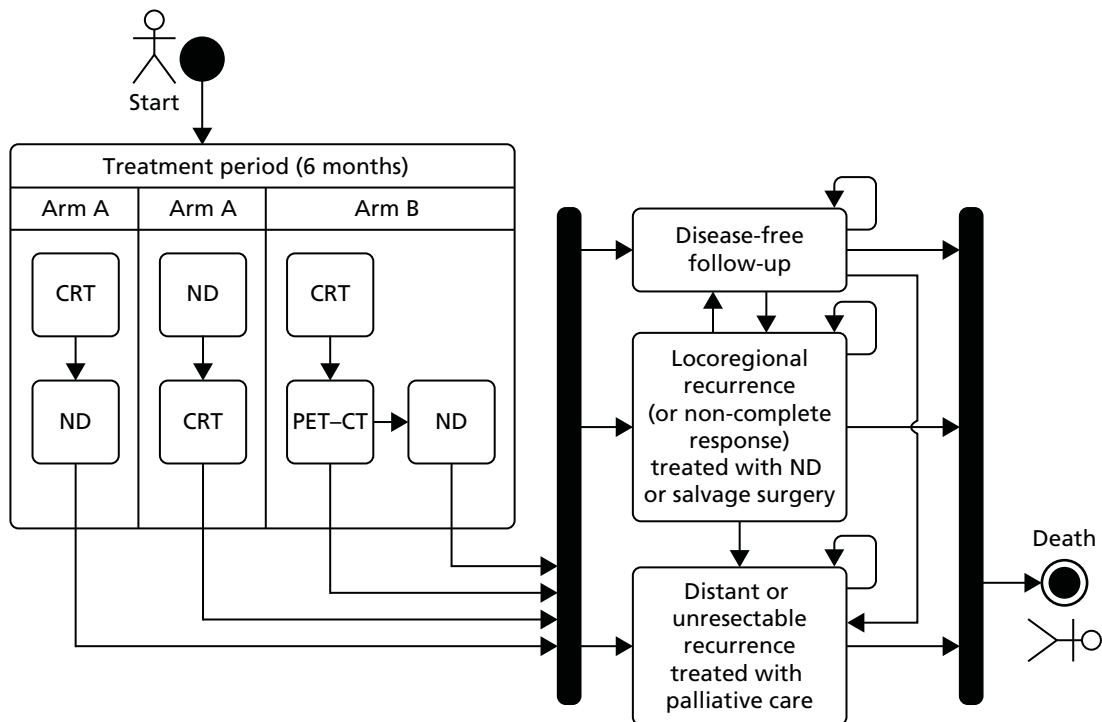 Start
Treatment period (6 months)
Arm A
Arm A
Arm B
CRT
ND
CRT
ND
CRT
PET–CT
ND
Disease-free
follow-up
Locoregional
recurrence
(or non-complete
response)
treated with ND
or salvage surgery
Distant or
unresectable
recurrence
treated with
palliative care
Death